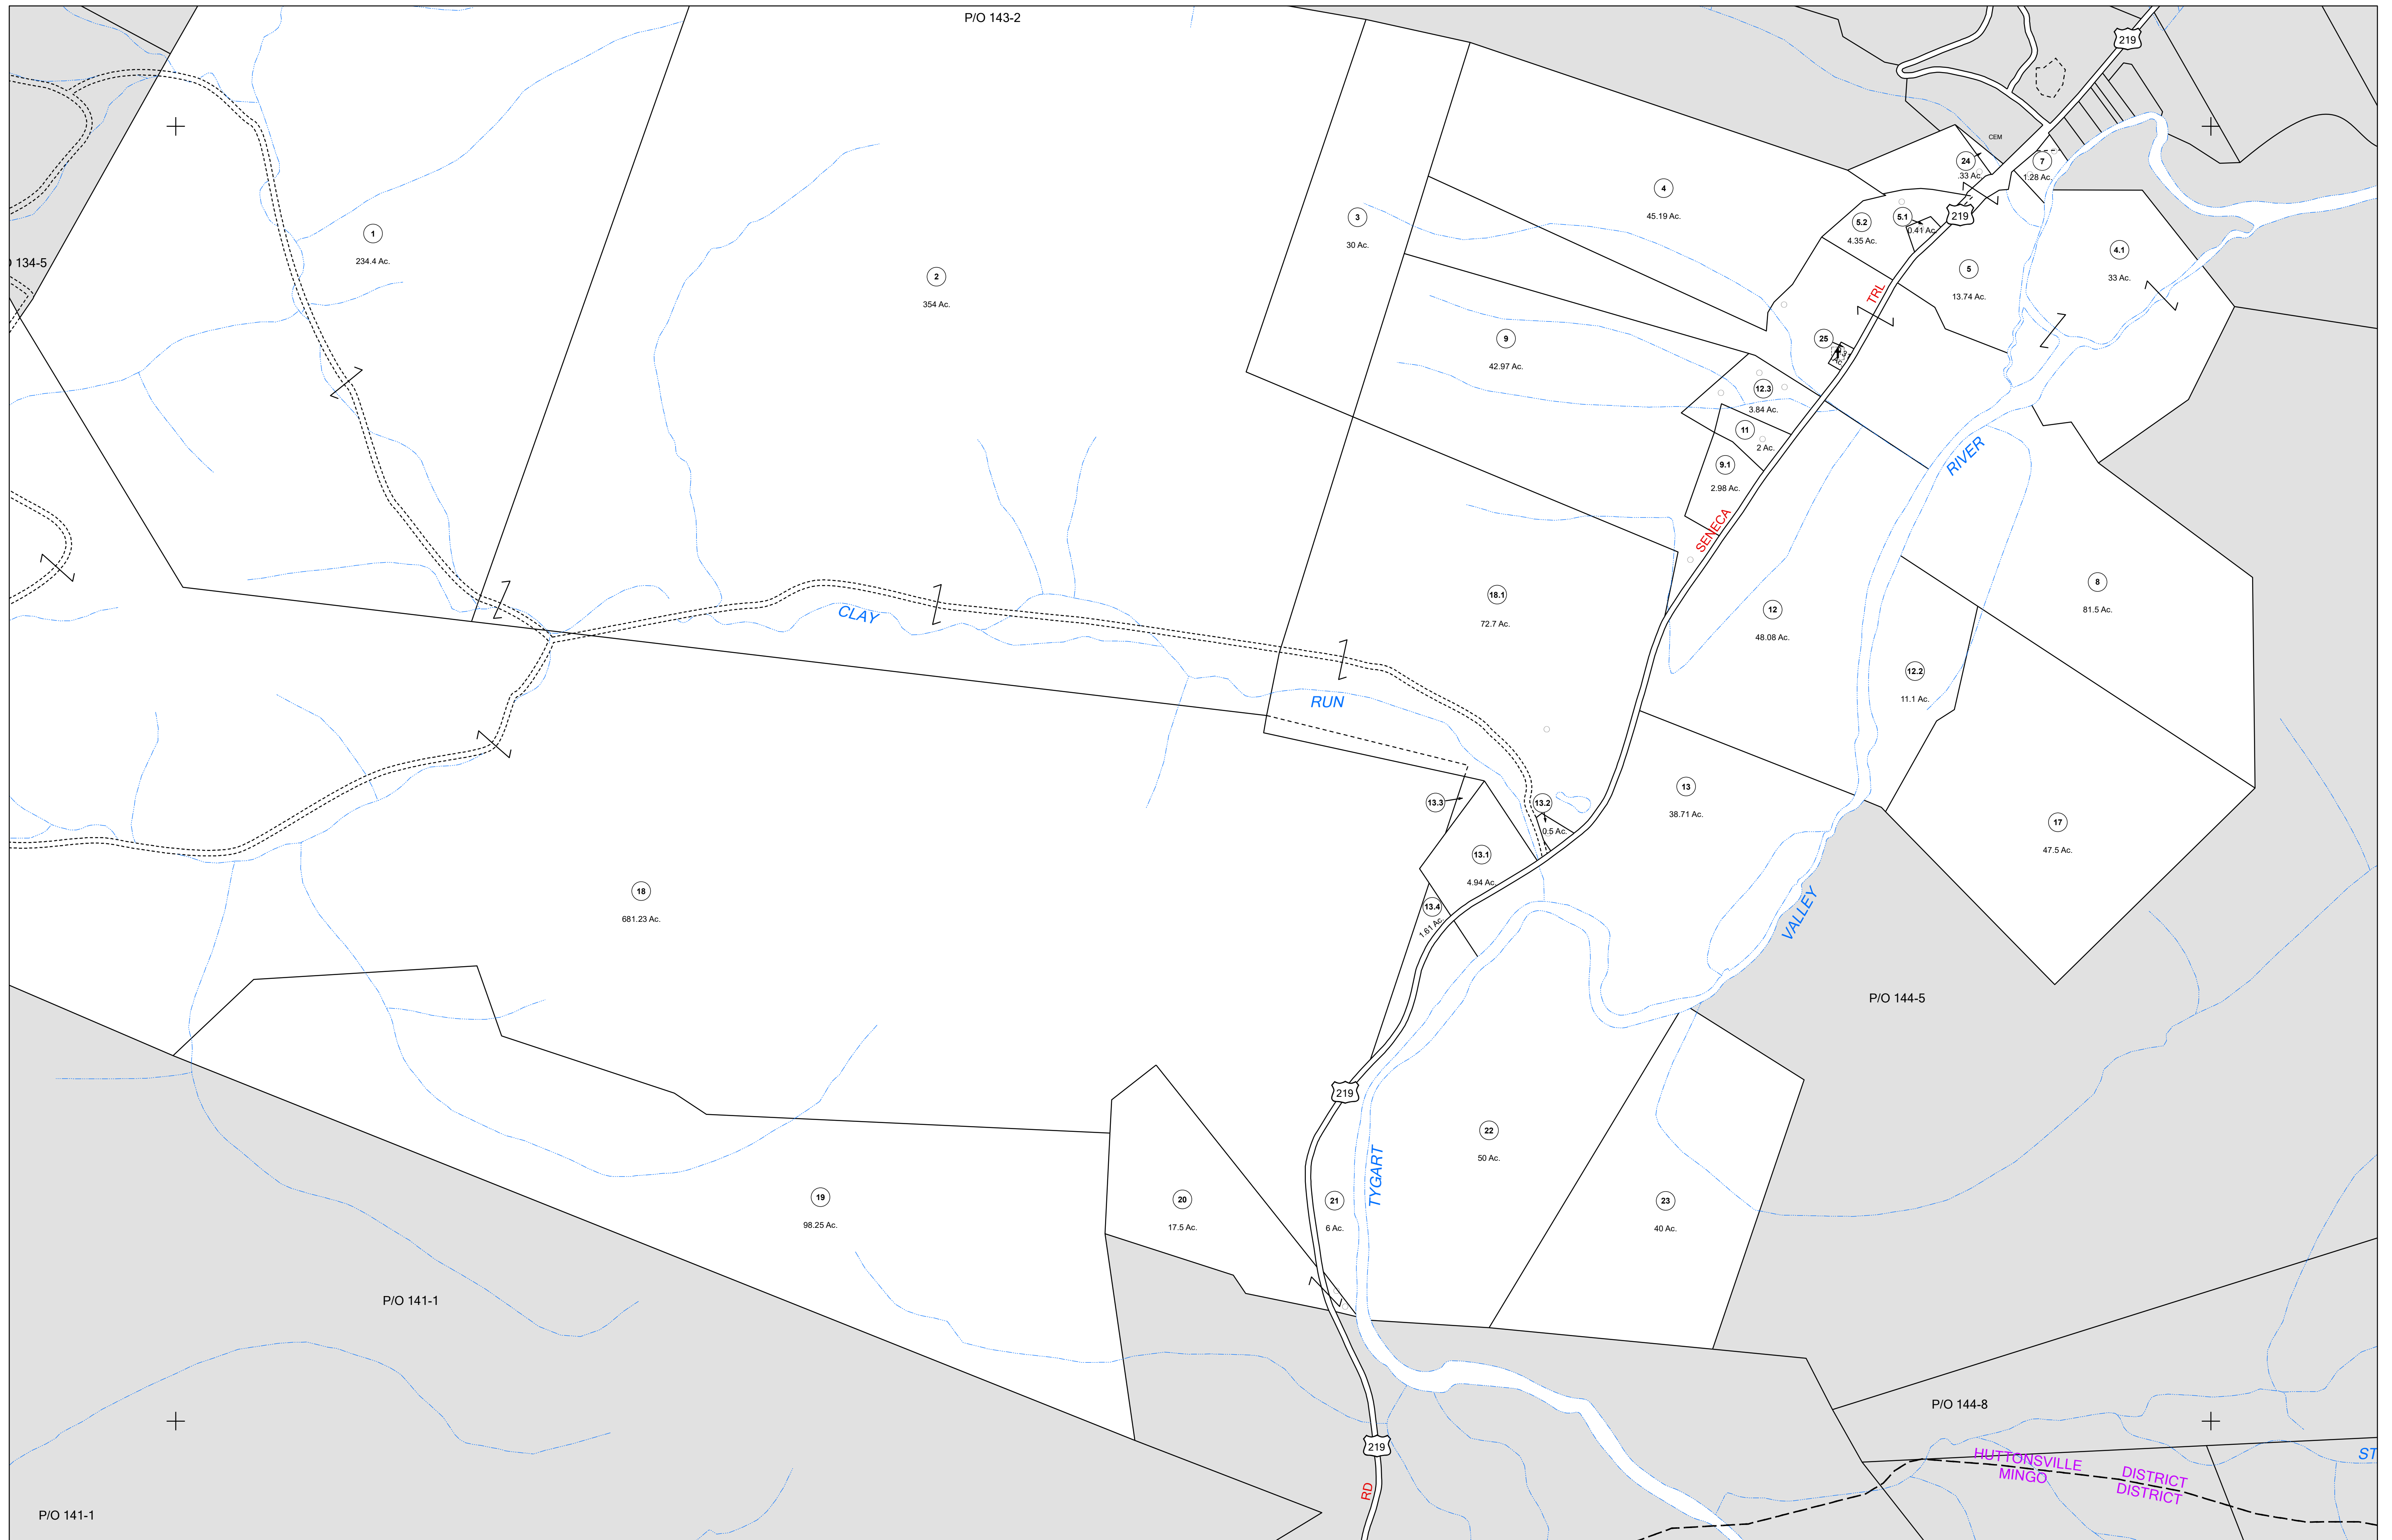 P/O 143-2
219
CEM
24
.33 Ac.
7
1.28 Ac.
4
45.19 Ac.
3
30 Ac.
5.2
4.35 Ac.
5.1
0.41 Ac.
219
1
234.4 Ac.
134-5
2
354 Ac.
4.1
33 Ac.
5
13.74 Ac.
TRL
9
42.97 Ac.
25
12.3
3.84 Ac.
11
2 Ac.
9.1
2.98 Ac.
RIVER
SENECA
18.1
72.7 Ac.
8
81.5 Ac.
12
48.08 Ac.
CLAY
RUN
12.2
11.1 Ac.
13
38.71 Ac.
13.3
13.2
0.5 Ac.
17
47.5 Ac.
13.1
4.94 Ac.
18
681.23 Ac.
13.4
1.61 Ac.
VALLEY
P/O 144-5
219
22
50 Ac.
TYGART
19
98.25 Ac.
20
17.5 Ac.
21
6 Ac.
23
40 Ac.
P/O 141-1
P/O 144-8
219
HUTTONSVILLE DISTRICT
MINGO DISTRICT
ST
RD
P/O 141-1